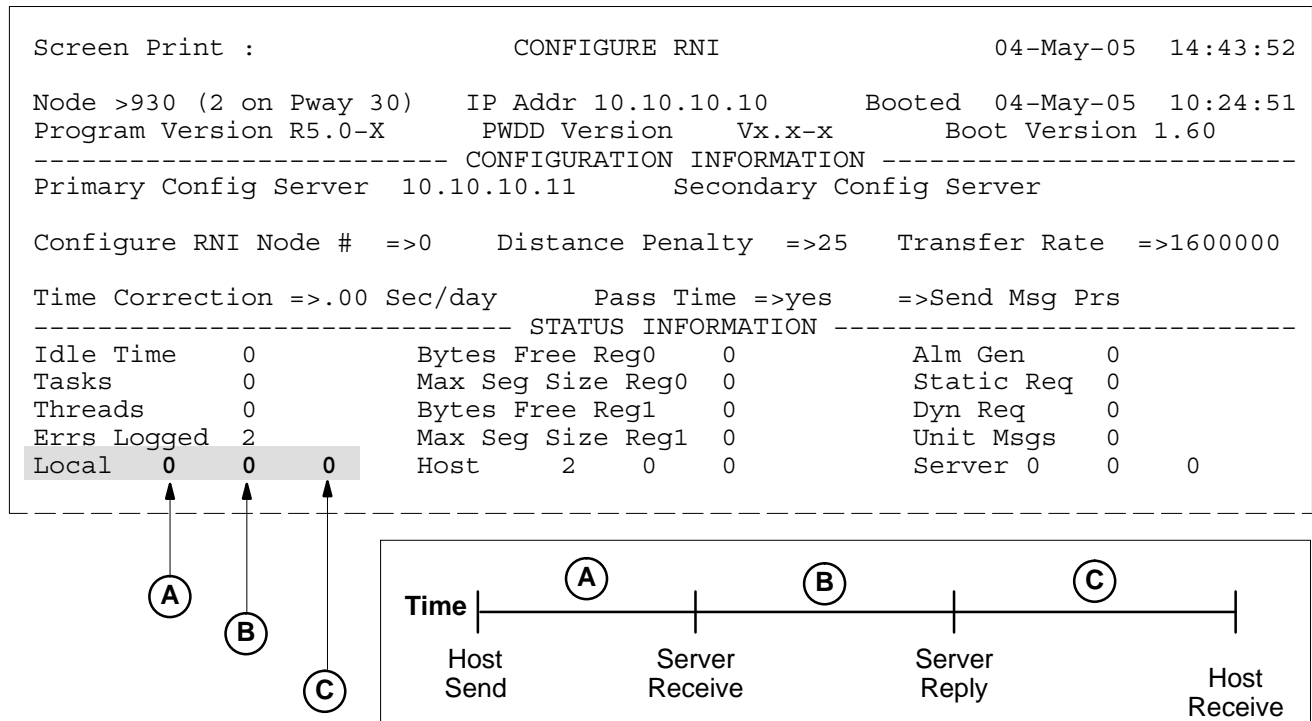 Screen Print : CONFIGURE RNI 04-May-05 14:43:52
Node >930 (2 on Pway 30) IP Addr 10.10.10.10 Booted 04-May-05 10:24:51
Program Version R5.0-X PWDD Version Vx.x-x Boot Version 1.60
-------------------------- CONFIGURATION INFORMATION --------------------------
Primary Config Server 10.10.10.11 Secondary Config Server
Configure RNI Node # =>0 Distance Penalty =>25 Transfer Rate =>1600000
Time Correction =>.00 Sec/day Pass Time =>yes =>Send Msg Prs
------------------------------ STATUS INFORMATION -----------------------------
Idle Time 0 Bytes Free Reg0 0 Alm Gen 0
Tasks 0 Max Seg Size Reg0 0 Static Req 0
Threads 0 Bytes Free Reg1 0 Dyn Req 0
Errs Logged 2 Max Seg Size Reg1 0 Unit Msgs 0
Local 0 0 0 Host 2 0 0 Server 0 0 0
A
B
C
A B C
Time
Host Send
Server Receive
Server Reply
Host Receive